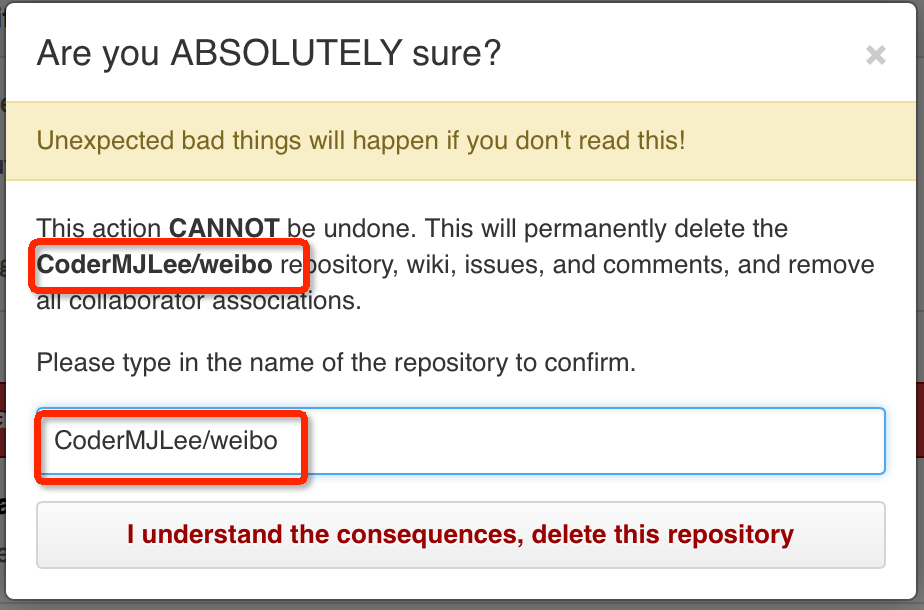 Are you ABSOLUTELY sure?
Unexpected bad things will happen if you don't read this!
This action CANNOT be undone. This will permanently delete the
CoderMJLee/weibo repository, wiki, issues, and comments, and remove
all collaborator associations.
Please type in the name of the repository to confirm.
CoderMJLee/weibo
I understand the consequences, delete this repository